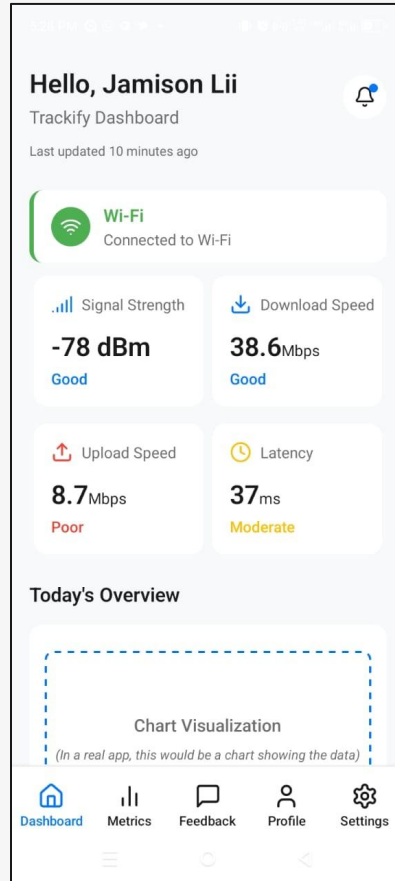 Hello, Jamison Lii
Trackify Dashboard
Last updated 10 minutes ago
Wi-Fi
Connected to Wi-Fi
Signal Strength
-78 dBm
Good
Download Speed
38.6Mbps
Good
Upload Speed
8.7Mbps
Poor
Latency
37ms
Moderate
Today's Overview
Chart Visualization
(In a real app, this would be a chart showing the data)
Dashboard
Metrics
Feedback
Profile
Settings